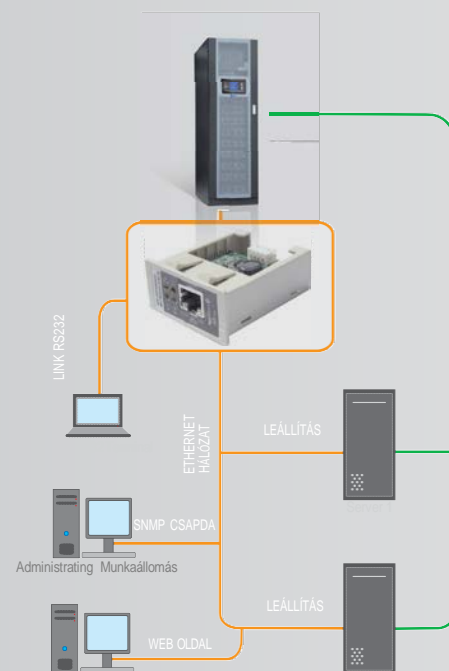 LINK RS232
ETHERNET
HÁLÓZAT
LEÁLLÍTÁS
SNMP CSAPDA
Administrating Munkaállomás
LEÁLLÍTÁS
WEB OLDAL